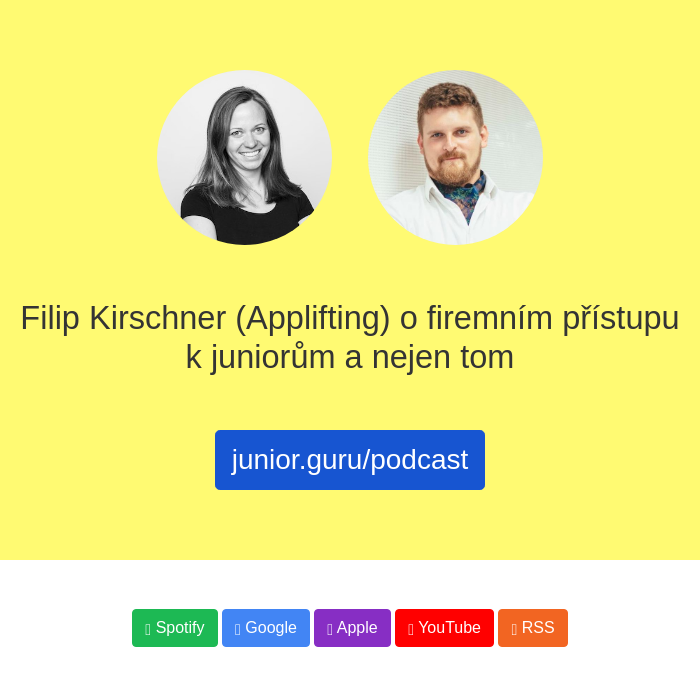 Filip Kirschner (Applifting) o firemním přístupu
k juniorům a nejen tom
junior.guru/podcast
Spotify Google Apple YouTube RSS